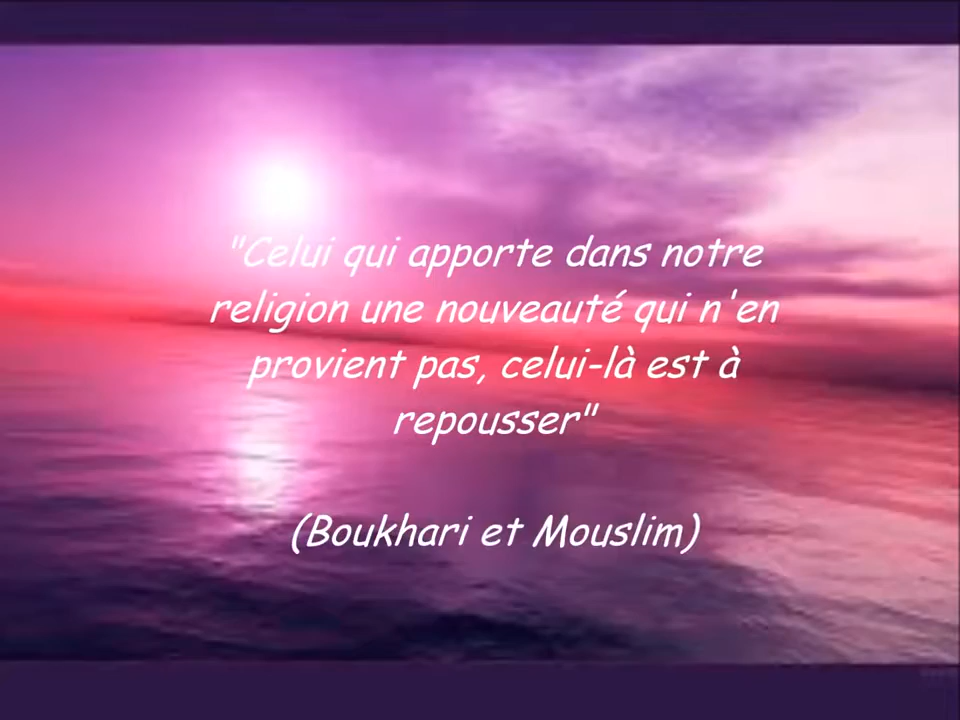 "Celui qui apporte dans notre
religion une nouveauté qui n'en
provient pas, celui-là est à
repousser"
(Boukhari et Mouslim)